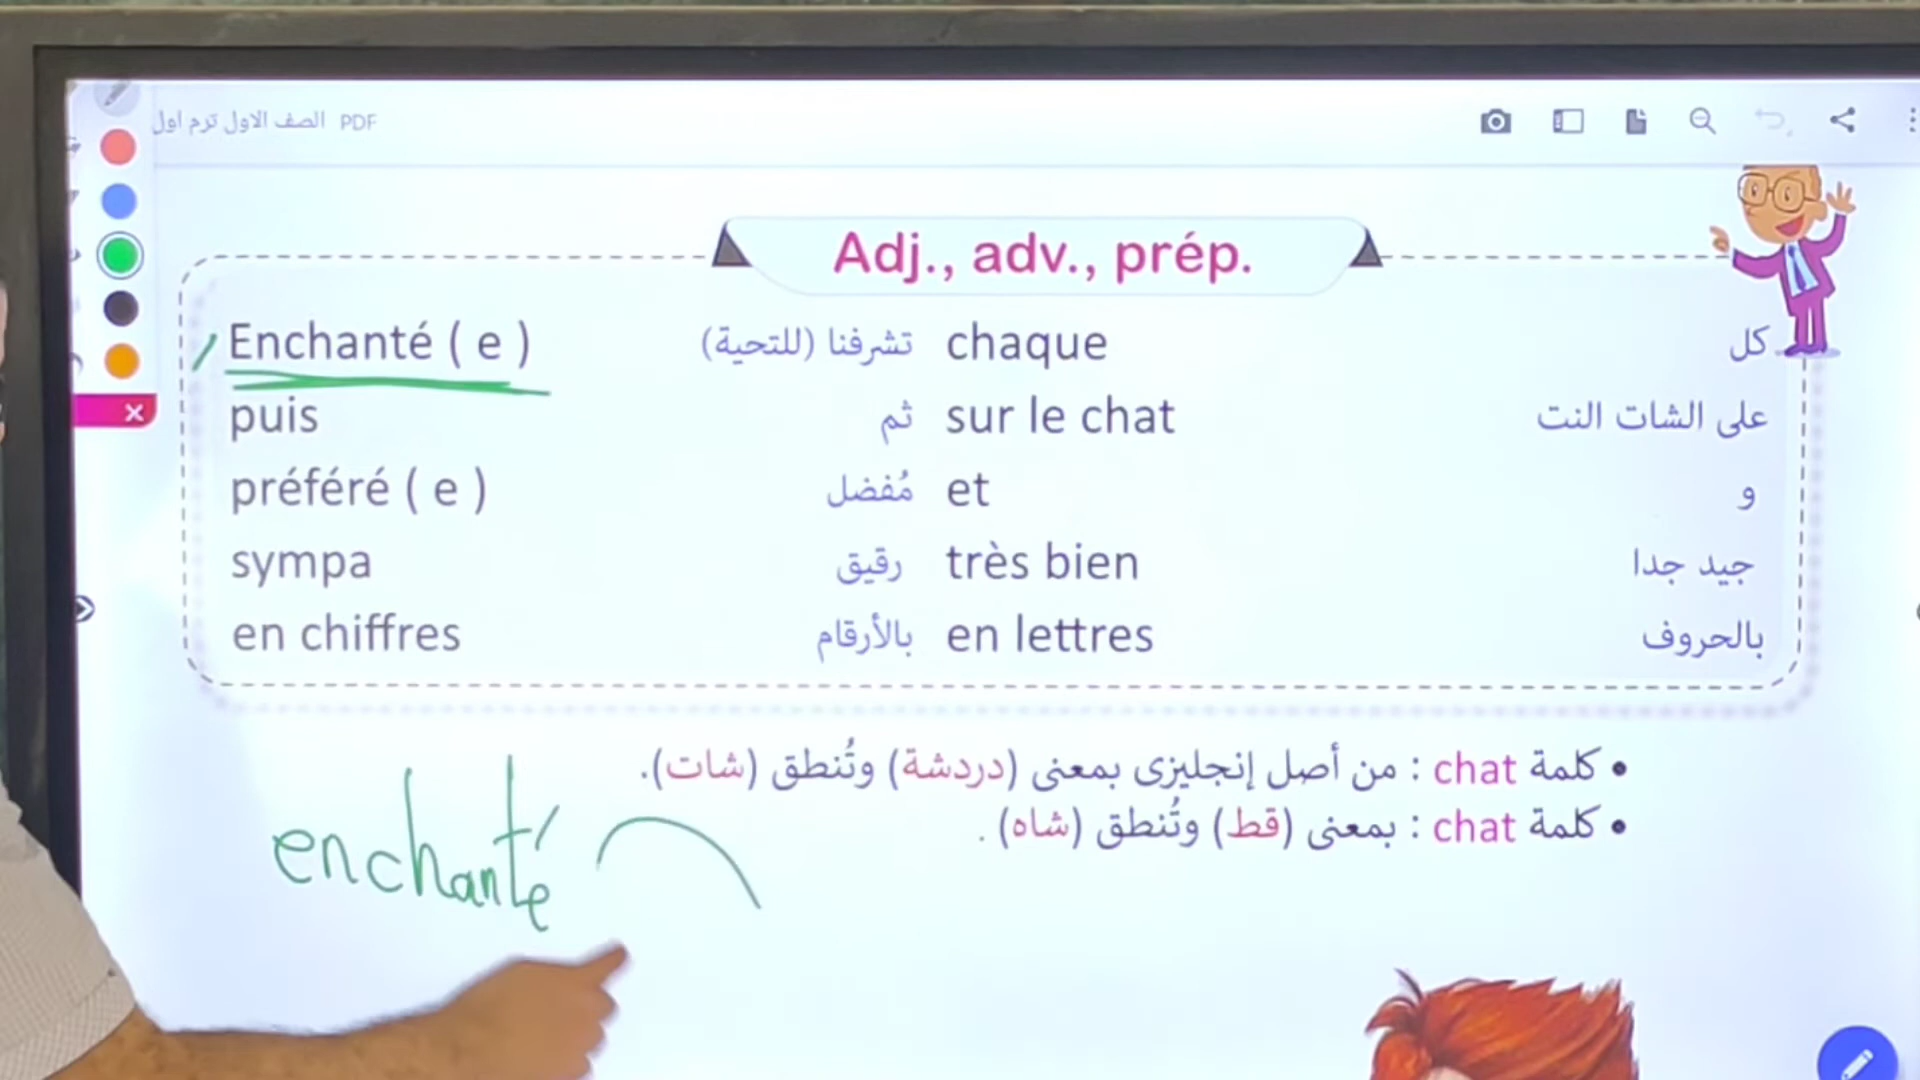 الصف الاول ترم اول PDF
Adj., adv., prép.
Enchanté ( e ) تشرفنا (للتحية) chaque كل
puis ثم sur le chat على الشات النت
préféré ( e ) مُفضل et و
sympa رقيق très bien جيد جدا
en chiffres بالأرقام en lettres بالحروف
• كلمة chat : من أصل إنجليزى بمعنى (دردشة) وتُنطق (شات).
• كلمة chat : بمعنى (قط) وتُنطق (شاه) .
enchanté